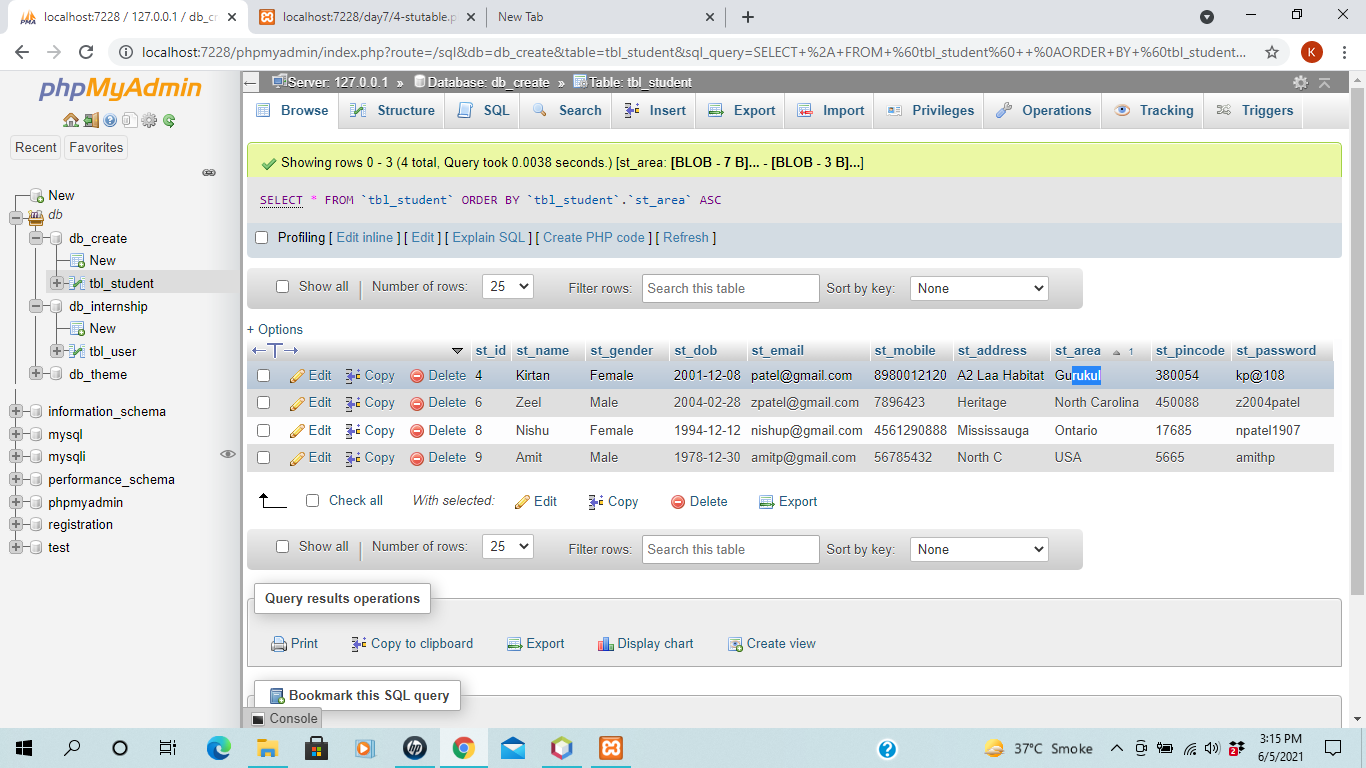 localhost:7228 / 127.0.0.1 / db_cr
localhost:7228/day7/4-stutable.p
New Tab
localhost:7228/phpmyadmin/index.php?route=/sql&db=db_create&table=tbl_student&sql_query=SELECT+%2A+FROM+%60tbl_student%60++%0AORDER+BY+%60tbl_student...
K
phpMyAdmin
Recent
Favorites
New
db
db_create
New
tbl_student
db_internship
New
tbl_user
db_theme
information_schema
mysql
mysqli
performance_schema
phpmyadmin
registration
test
Server: 127.0.0.1 » Database: db_create » Table: tbl_student
Browse Structure SQL Search Insert Export Import Privileges Operations Tracking Triggers
Showing rows 0 - 3 (4 total, Query took 0.0038 seconds.) [st_area: [BLOB - 7 B]... - [BLOB - 3 B]...]
SELECT * FROM `tbl_student` ORDER BY `tbl_student`.`st_area` ASC
Profiling [ Edit inline ] [ Edit ] [ Explain SQL ] [ Create PHP code ] [ Refresh ]
Show all Number of rows: 25 Filter rows: Search this table Sort by key: None
+ Options
st_id st_name st_gender st_dob st_email st_mobile st_address st_area 1 st_pincode st_password
Edit Copy Delete 4 Kirtan Female 2001-12-08 patel@gmail.com 8980012120 A2 Laa Habitat Gurukul 380054 kp@108
Edit Copy Delete 6 Zeel Male 2004-02-28 zpatel@gmail.com 7896423 Heritage North Carolina 450088 z2004patel
Edit Copy Delete 8 Nishu Female 1994-12-12 nishup@gmail.com 4561290888 Mississauga Ontario 17685 npatel1907
Edit Copy Delete 9 Amit Male 1978-12-30 amitp@gmail.com 56785432 North C USA 5665 amithp
Check all With selected: Edit Copy Delete Export
Show all Number of rows: 25 Filter rows: Search this table Sort by key: None
Query results operations
Print Copy to clipboard Export Display chart Create view
Bookmark this SQL query
Console
37°C Smoke
3:15 PM
6/5/2021